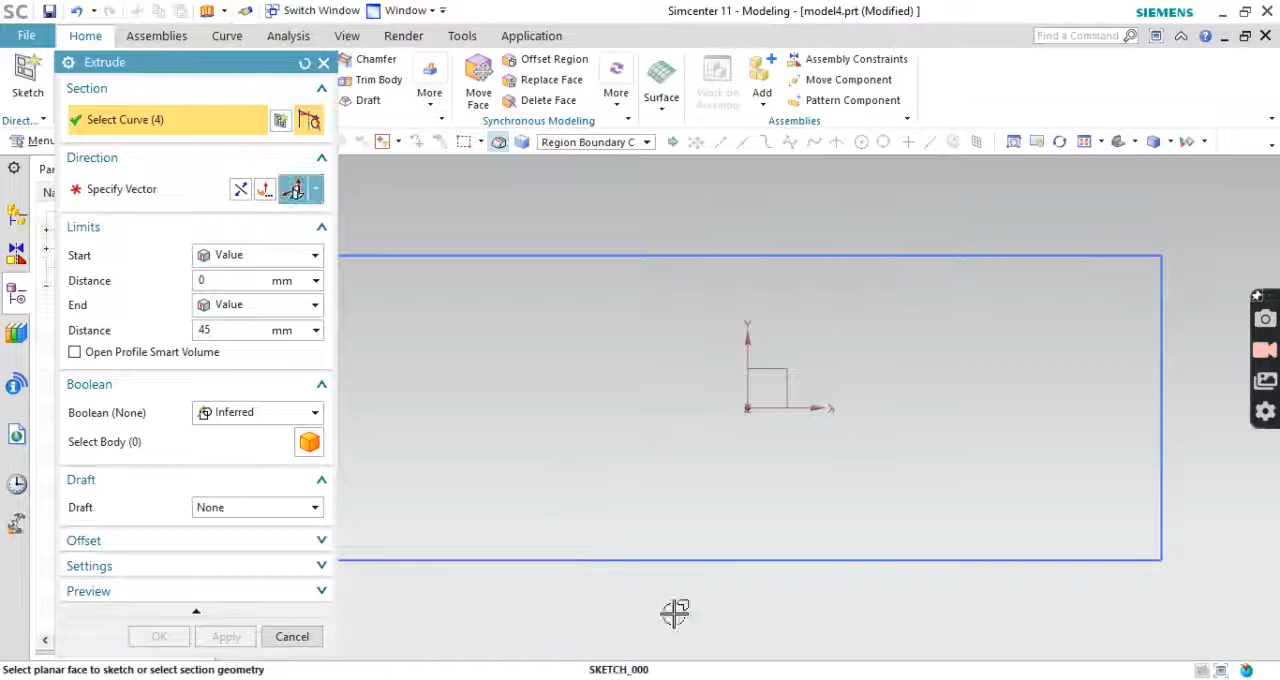 SC Switch Window Window Simcenter 11 - Modeling - [model4.prt (Modified) ] SIEMENS
File Home Assemblies Curve Analysis View Render Tools Application Find a Command
Extrude
Sketch
Direct...
Menu
Section
Select Curve (4)
Direction
Specify Vector
Limits
Start Value
Distance 0 mm
End Value
Distance 45 mm
Open Profile Smart Volume
Boolean
Boolean (None) Inferred
Select Body (0)
Draft
Draft None
Offset
Settings
Preview
OK Apply Cancel
Chamfer
Trim Body
Draft
More
Move Face
Offset Region
Replace Face
Delete Face
More
Synchronous Modeling
Surface
Work on Assembly
Add
Assembly Constraints
Move Component
Pattern Component
Assemblies
Region Boundary C
Y
X
Select planar face to sketch or select section geometry SKETCH_000